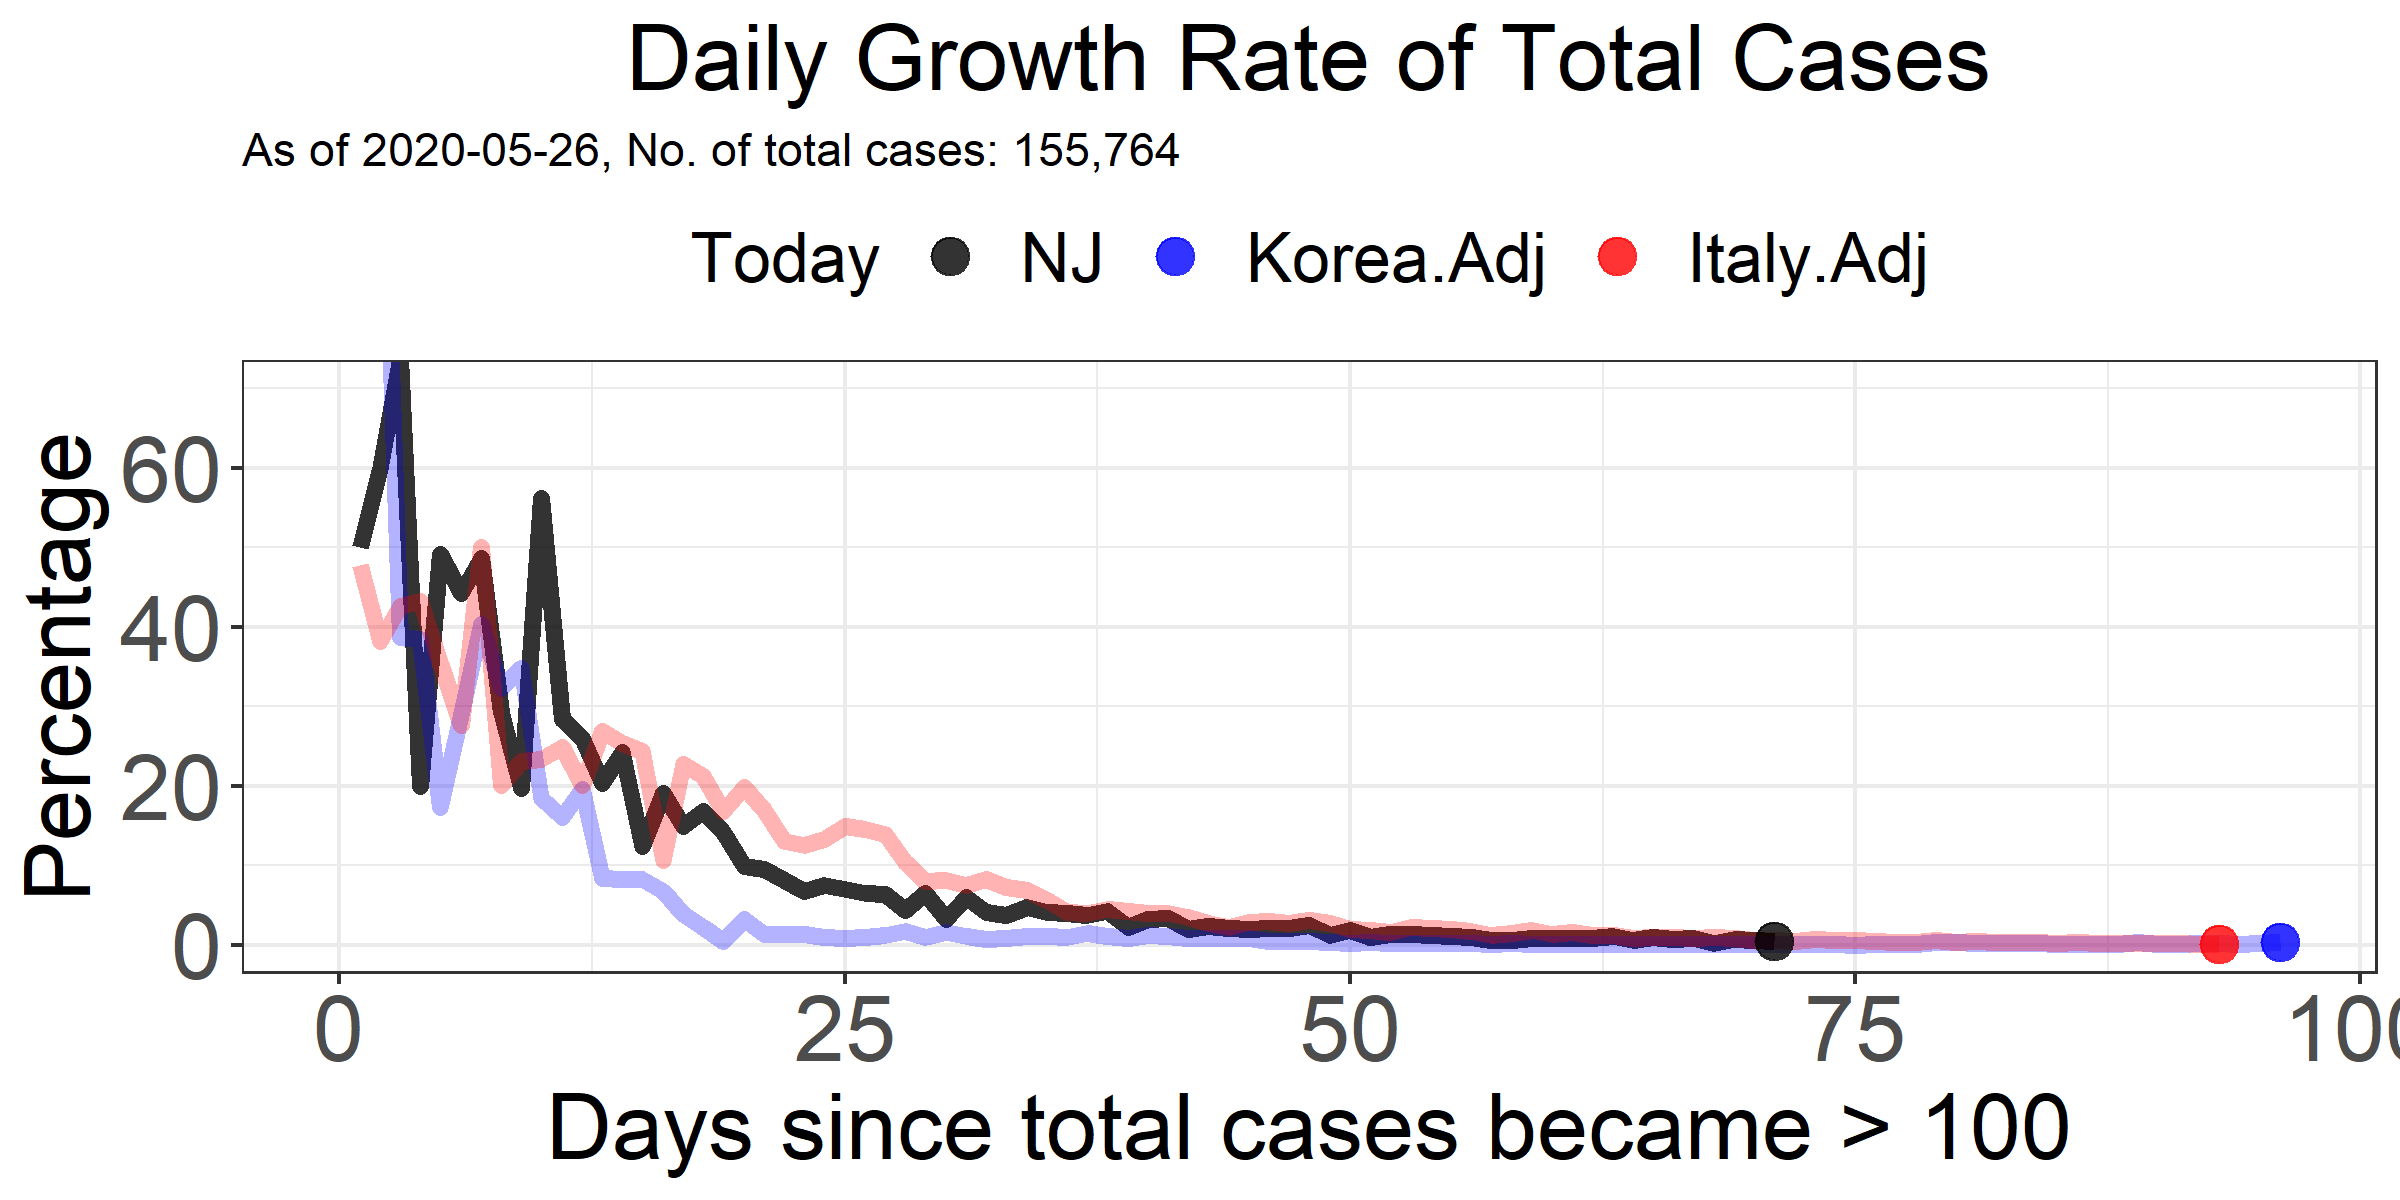 Daily Growth Rate of Total Cases
As of 2020-05-26, No. of total cases: 155,764
Today NJ Korea.Adj Italy.Adj
Percentage
60
40
20
0
0 25 50 75 100
Days since total cases became > 100